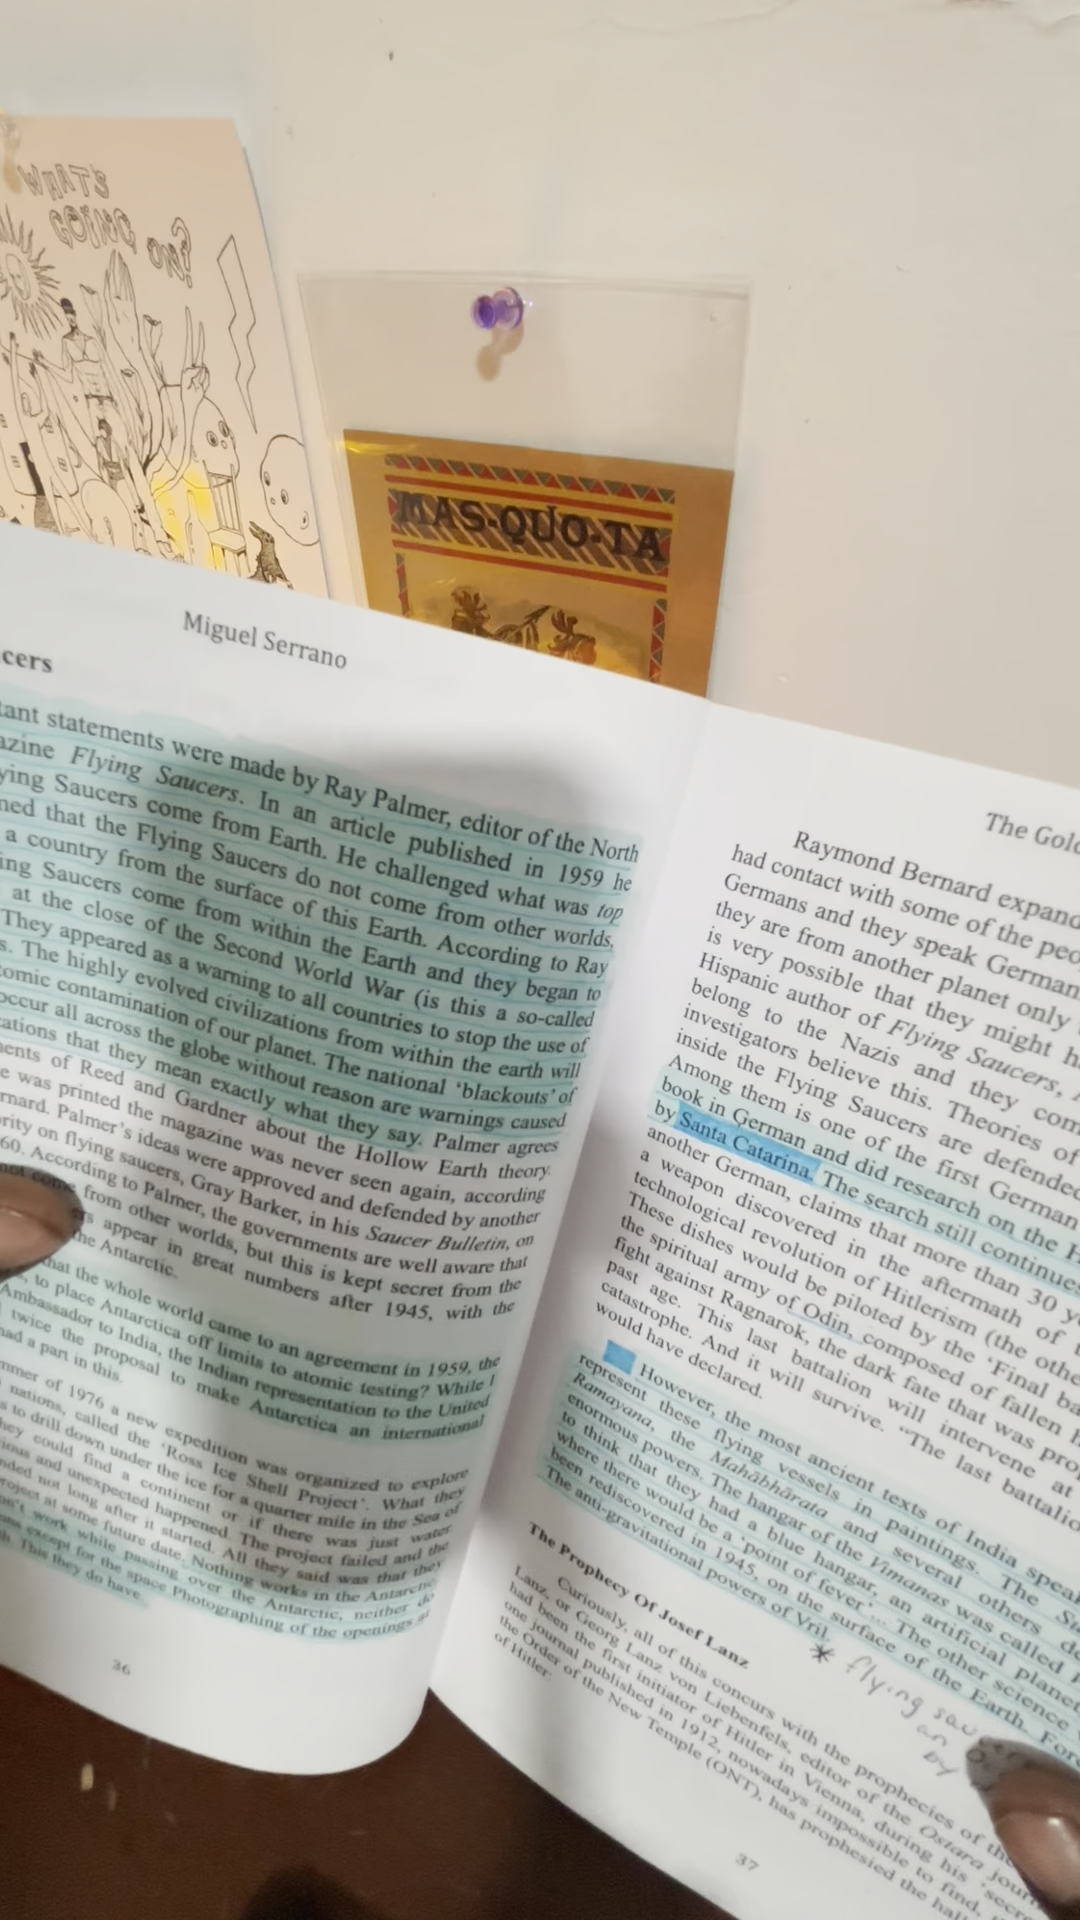 WHATS
GOING
ON?
MAS-QUO-TA
Miguel Serrano
cers
tant statements were made by Ray Palmer, editor of the North
azine Flying Saucers. In an article published in 1959 he
ying Saucers come from Earth. He challenged what was top
ned that the Flying Saucers do not come from other worlds,
a country from the surface of this Earth. According to Ray
ing Saucers come from within the Earth and they began to
at the close of the Second World War (is this a so-called
They appeared as a warning to all countries to stop the use of
s. The highly evolved civilizations from within the earth will
tomic contamination of our planet. The national 'blackouts' of
occur all across the globe without reason are warnings caused
cations that they mean exactly what they say. Palmer agrees
ments of Reed and Gardner about the Hollow Earth theory.
e was printed the magazine was never seen again, according
rnard. Palmer's ideas were approved and defended by another
ority on flying saucers, Gray Barker, in his Saucer Bulletin, on
60. According to Palmer, the governments are well aware that
not come from other worlds, but this is kept secret from the
rs appear in great numbers after 1945, with the
the Antarctic.
that the whole world came to an agreement in 1959, the
, to place Antarctica off limits to atomic testing? While I
Ambassador to India, the Indian representation to the United
twice the proposal to make Antarctica an international
had a part in this.
mmer of 1976 a new expedition was organized to explore
nations, called the 'Ross Ice Shell Project'. What they
s to drill down under the ice for a quarter mile in the Sea of
hey could find a continent or if there was just water
ious and unexpected happened. The project failed and the
nded not long after it started. All they said was that they
project at some future date. Nothing works in the Antarctic
n't work while passing over the Antarctic, neither do
ons except for the space Photographing of the openings at
th. This they do have
36
The Gold
Raymond Bernard expand
had contact with some of the peo
Germans and they speak German
they are from another planet only
is very possible that they might h
Hispanic author of Flying Saucers,
belong to the Nazis and they com
investigators believe this. Theories of
inside the Flying Saucers are defended
Among them is one of the first German
book in German and did research on the H
by Santa Catarina. The search still continues
another German, claims that more than 30 y
a weapon discovered in the aftermath of
technological revolution of Hitlerism (the othe
These dishes would be piloted by the 'Final ba
the spiritual army of Odin, composed of fallen h
fight against Ragnarok, the dark fate that was prop
past age. This last battalion will intervene at
catastrophe. And it will survive. "The last battalio
would have declared.
However, the most ancient texts of India speak
represent these flying vessels in paintings. The Sa
Ramayana, the Mahâbhârata and several others de
enormous powers. The hangar of the Vimanas was called
to think that they had a blue hangar, an artificial planet
where there would be a 'point of fever'... The other science
been rediscovered in 1945, on the surface of the Earth. Forc
The anti-gravitational powers of Vril.
* flying sau
an
by
The Prophecy Of Josef Lanz
Curiously, all of this concurs with the prophecies of the
Lanz, or Georg Lanz von Liebenfels, editor of the Ostara journ
had been the first initiator of Hitler in Vienna, during his 'secre
one journal published in 1912, nowadays impossible to find,
the Order of the New Temple (ONT), has prophesied the hall
of Hitler:
37